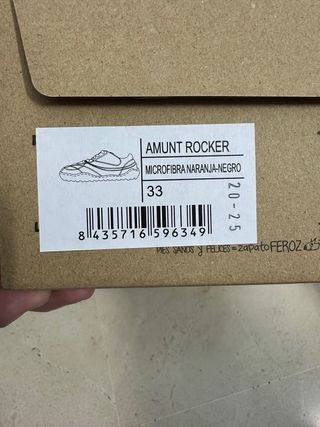 AMUNT ROCKER
MICROFIBRA NARANJA-NEGRO
33
20-25
8 435716 596349
PIES SANOS y FELICES = zapatoFEROZ